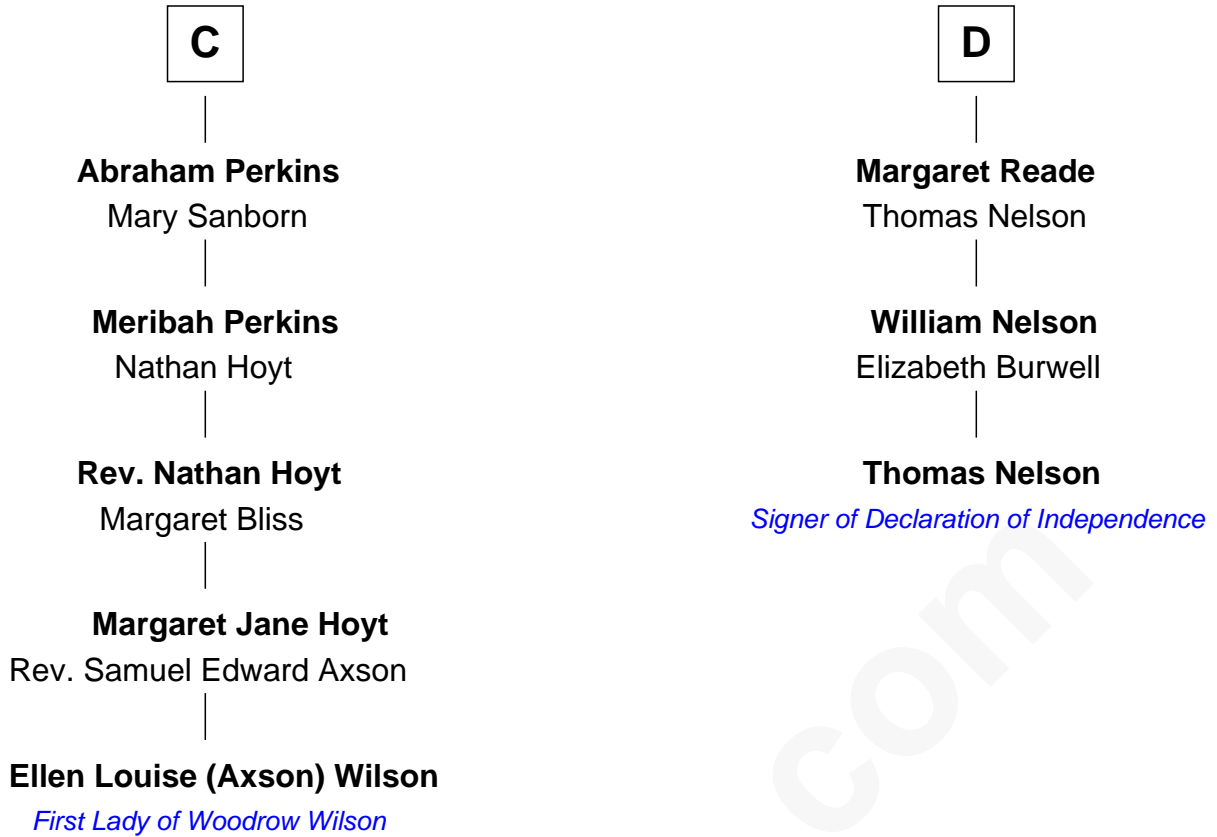 C
Abraham Perkins
Mary Sanborn
Meribah Perkins
Nathan Hoyt
Rev. Nathan Hoyt
Margaret Bliss
Margaret Jane Hoyt
Rev. Samuel Edward Axson
Ellen Louise (Axson) Wilson
First Lady of Woodrow Wilson
D
Margaret Reade
Thomas Nelson
William Nelson
Elizabeth Burwell
Thomas Nelson
Signer of Declaration of Independence
com